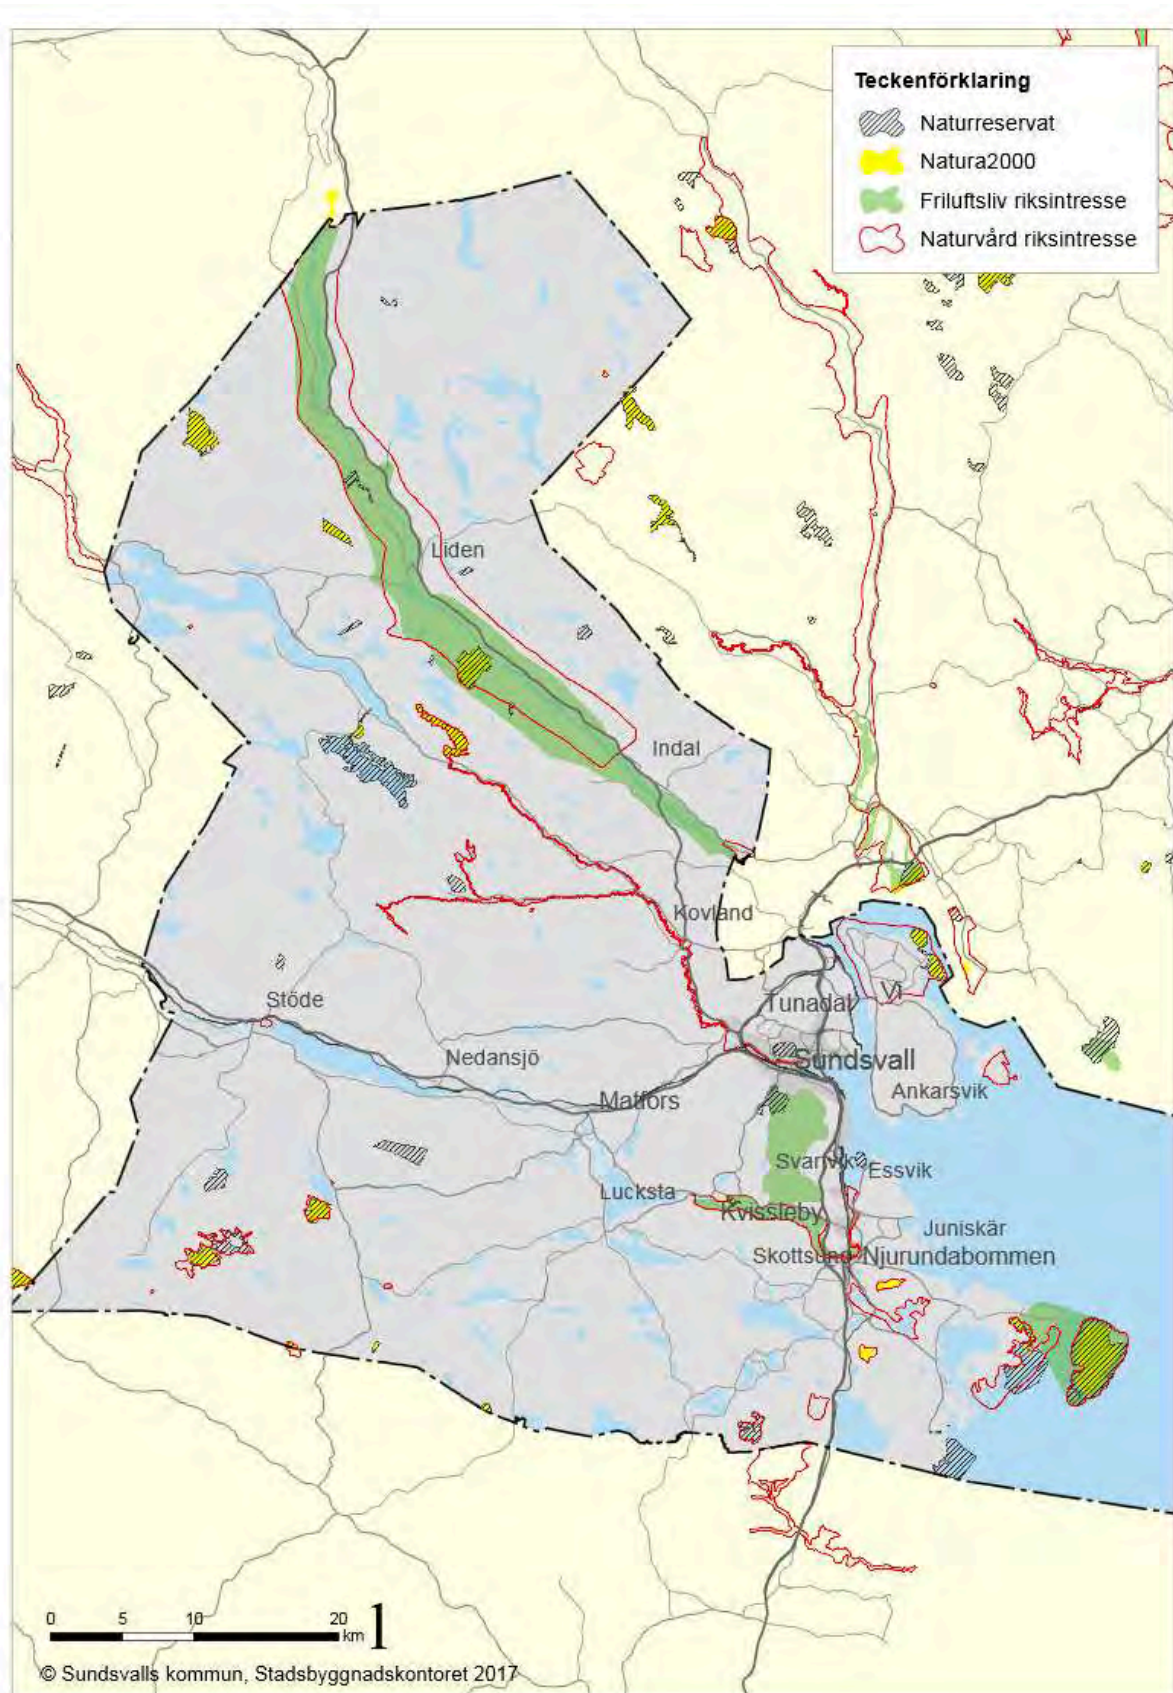 Teckenförklaring
Naturreservat
Natura2000
Friluftsliv riksintresse
Naturvård riksintresse
Liden
Indal
Kovland
Stöde
Tunadal
Vi
Nedansjö
Sundsvall
Matfors
Ankarsvik
Svartvik
Essvik
Lucksta
Kvissleby
Juniskär
Skottsund
Njurundabommen
0 5 10 20
km
© Sundsvalls kommun, Stadsbyggnadskontoret 2017